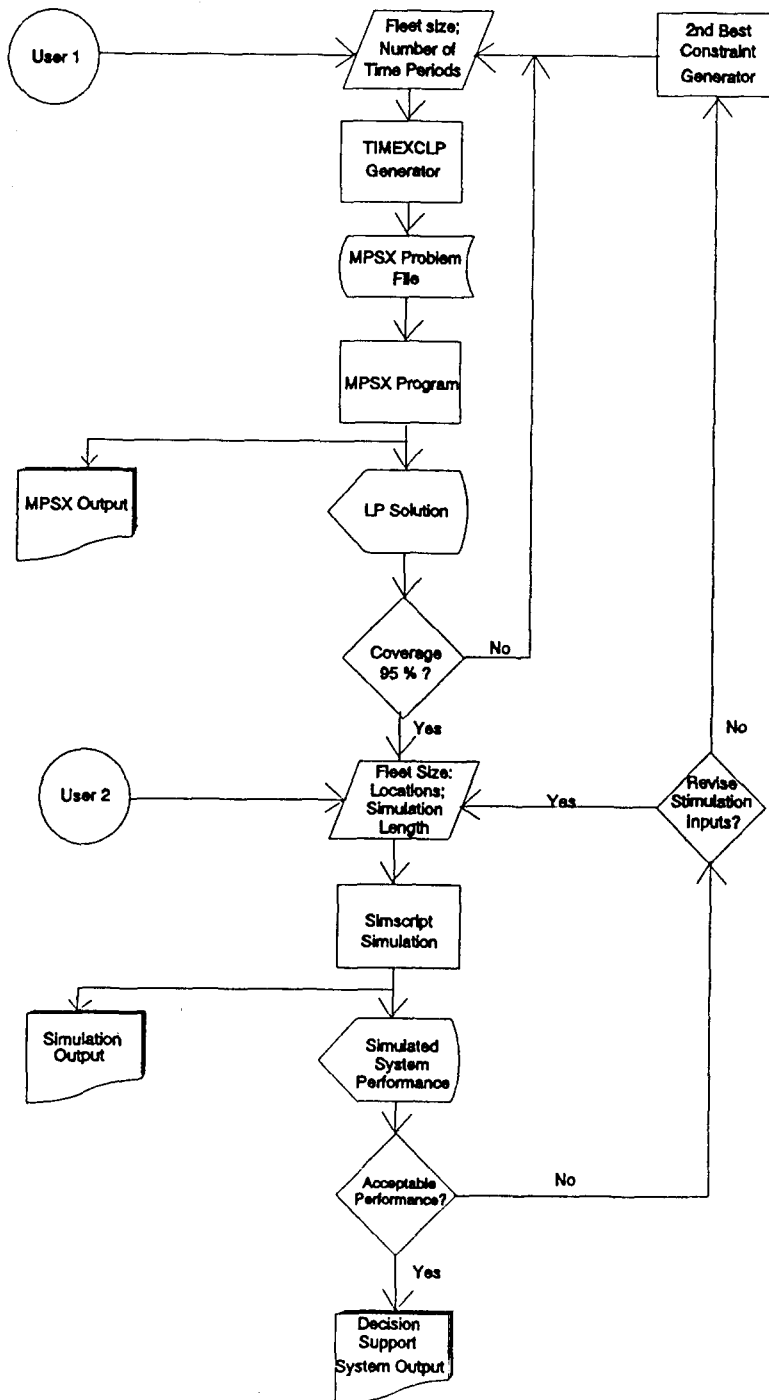 User 1
Fleet size;
Number of
Time Periods
2nd Best
Constraint
Generator
TIMEXCLP
Generator
MPSX Problem
File
MPSX Program
MPSX Output
LP Solution
Coverage
95 % ?
No
Yes
No
User 2
Fleet Size:
Locations;
Simulation
Length
Yes
Revise
Stimulation
Inputs?
Simscript
Simulation
Simulation
Output
Simulated
System
Performance
Acceptable
Performance?
No
Yes
Decision
Support
System Output